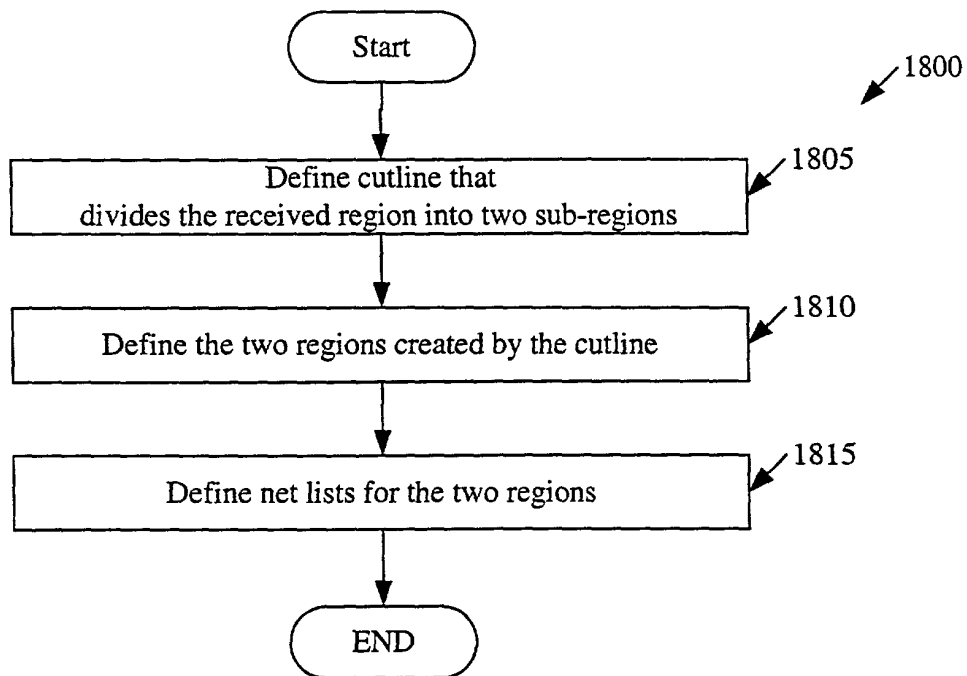 Start
1800
1805
Define cutline that
divides the received region into two sub-regions
1810
Define the two regions created by the cutline
1815
Define net lists for the two regions
END